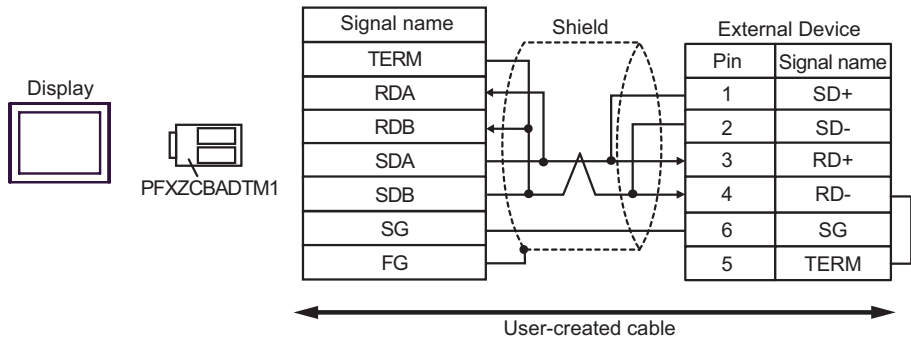 Display
PFXZCBADTM1
Signal name
TERM
RDA
RDB
SDA
SDB
SG
FG
Shield
External Device
Pin Signal name
1 SD+
2 SD-
3 RD+
4 RD-
6 SG
5 TERM
User-created cable